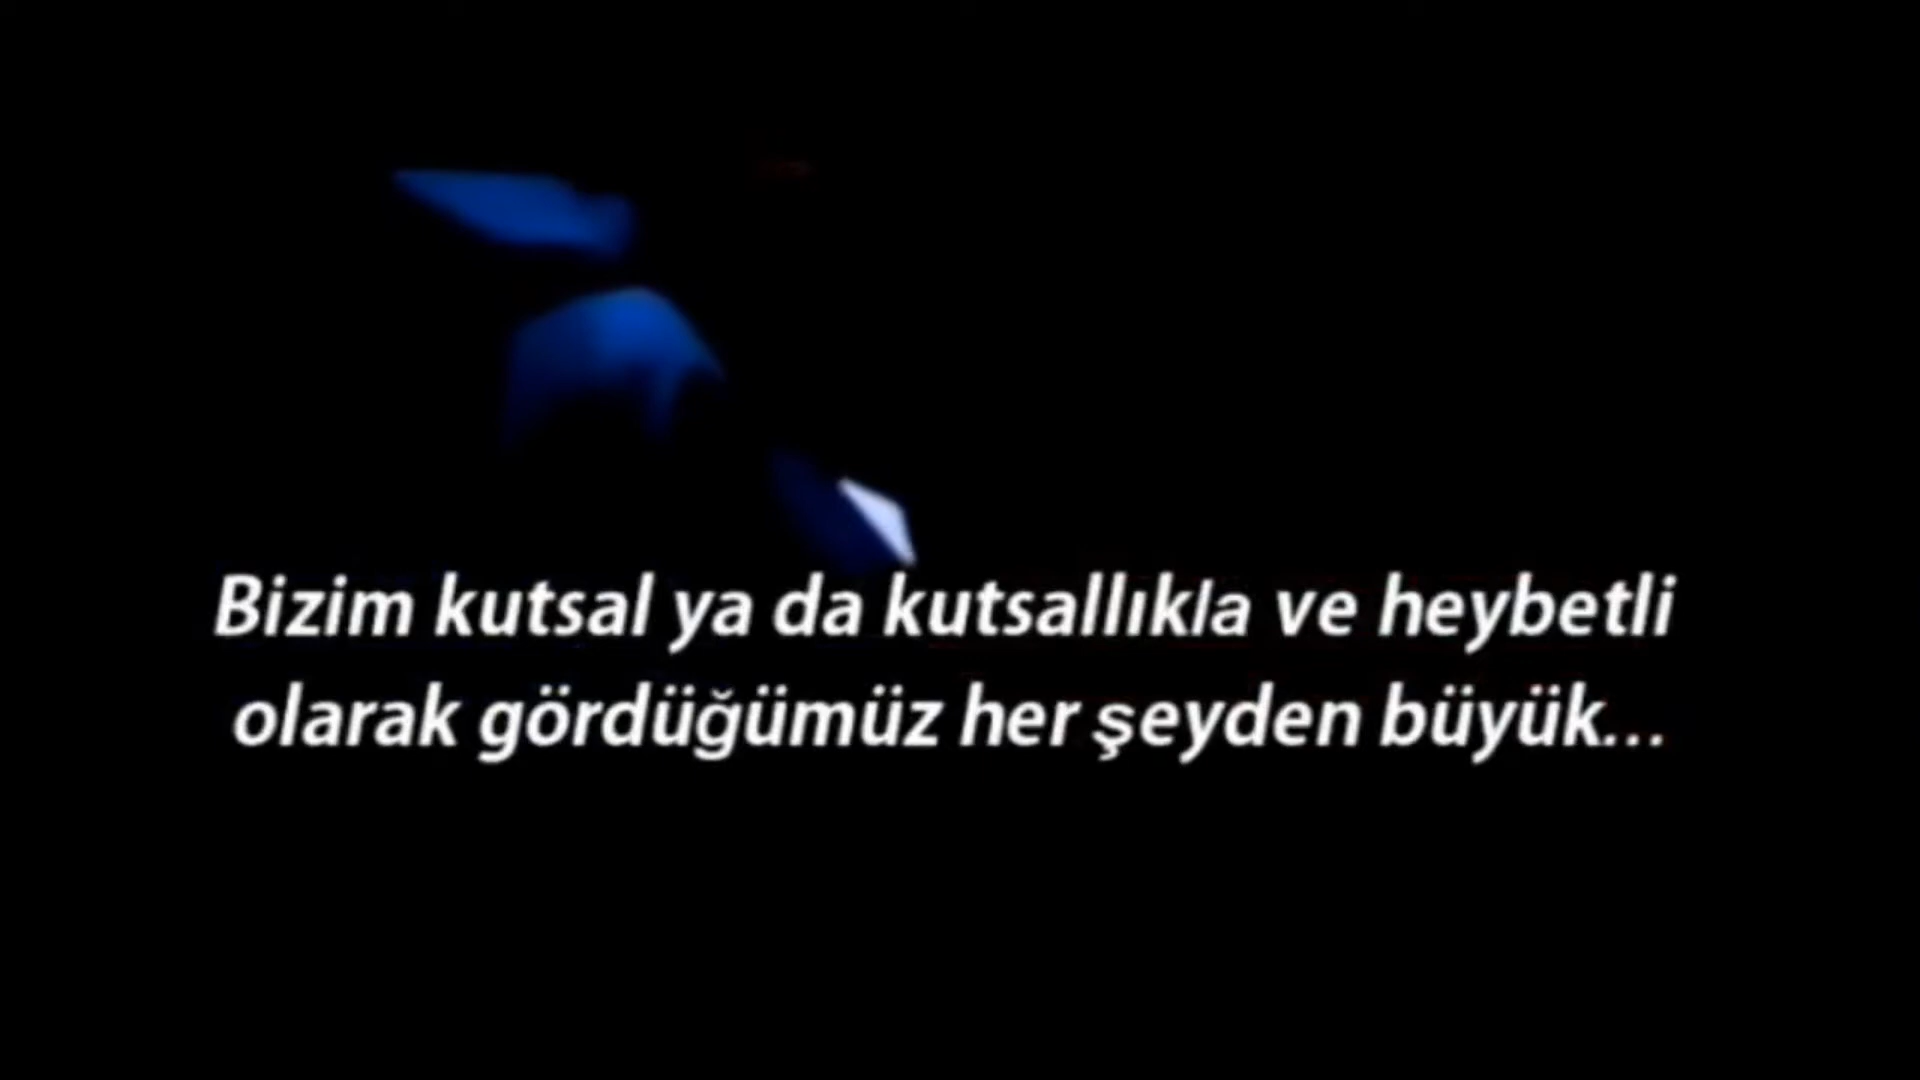 Bizim kutsal ya da kutsallıkla ve heybetli
olarak gördüğümüz her şeyden büyük...